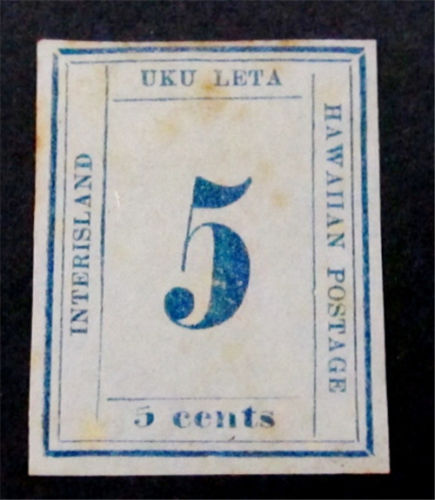 UKU LETA
INTERISLAND
HAWAIIAN POSTAGE
5
5 cents